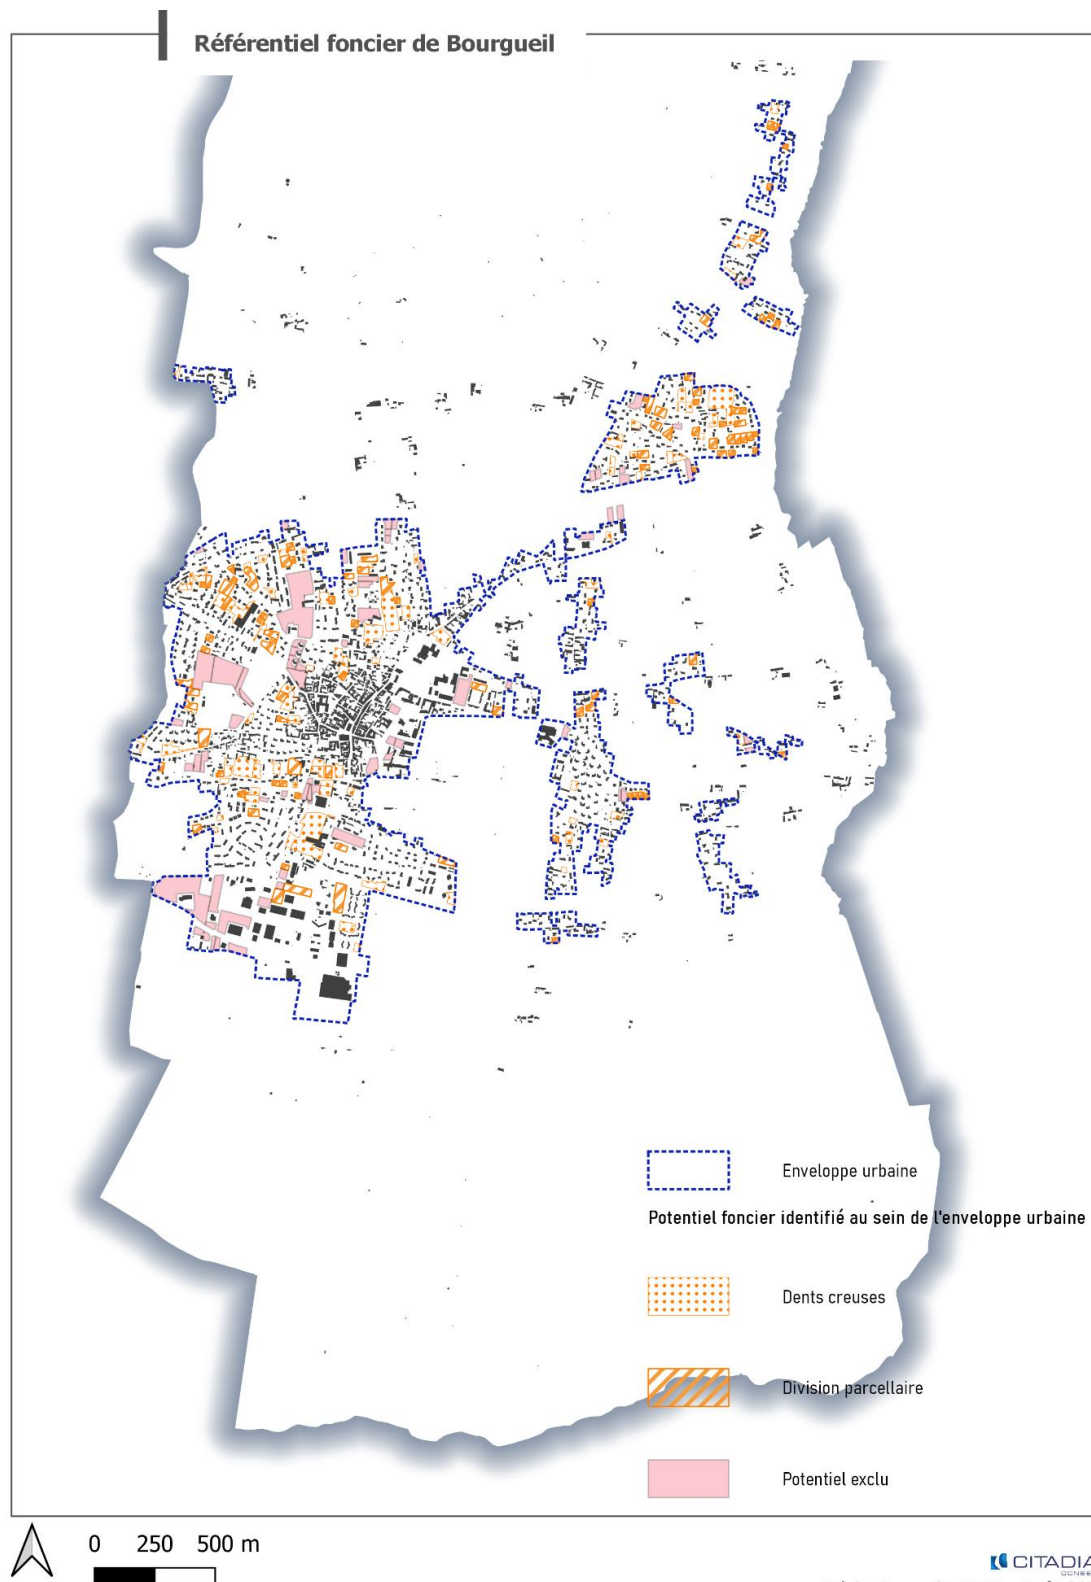 Référentiel foncier de Bourgueil
Enveloppe urbaine
Potentiel foncier identifié au sein de l'enveloppe urbaine
Dents creuses
Division parcellaire
Potentiel exclu
0 250 500 m